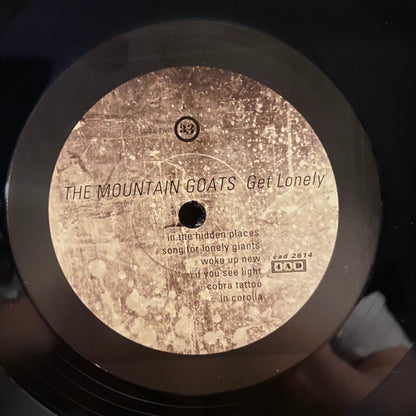 33
THE MOUNTAIN GOATS Get Lonely
in the hidden places
song for lonely giants
woke up new
if you see light
cobra tattoo
in corolla
cad 2614
4AD